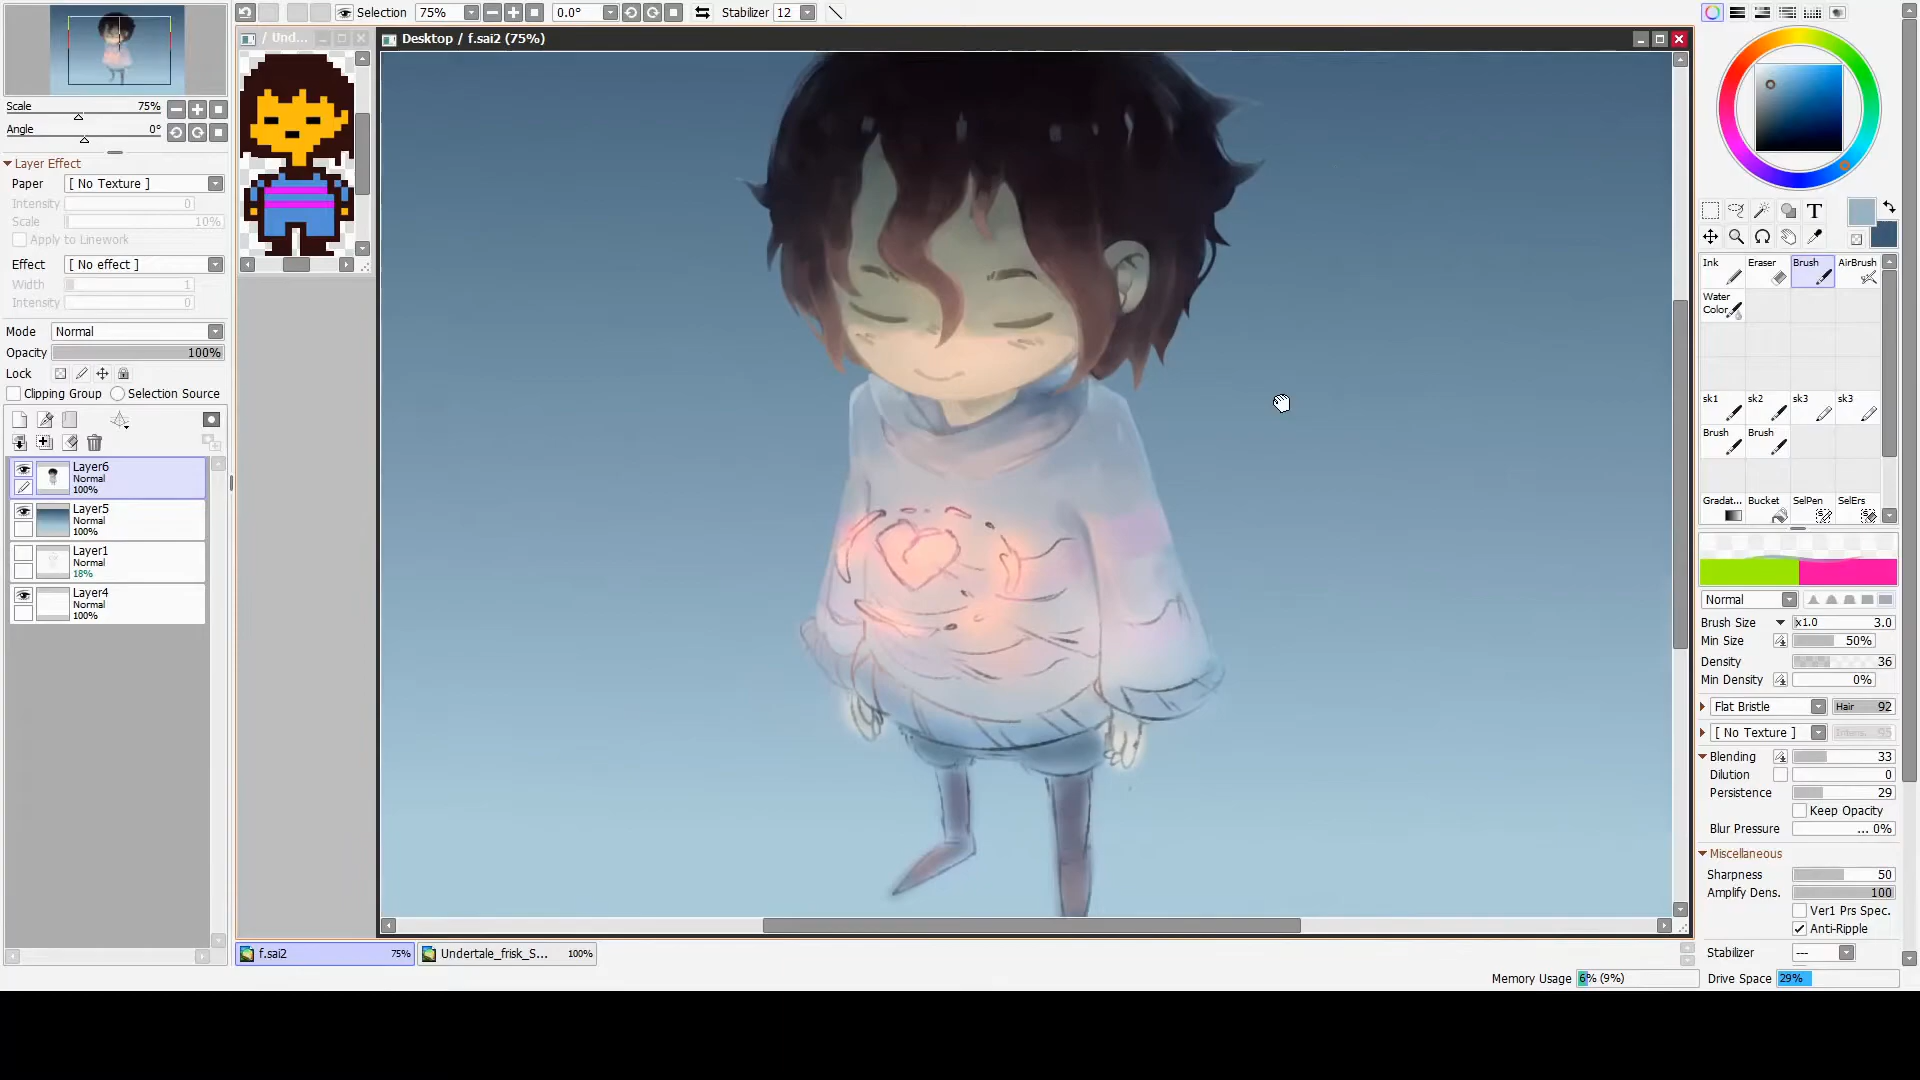 Selection 75% 0.0° Stabilizer 12
/ Und...
Desktop / f.sai2 (75%)
Scale 75%
Angle 0°
Layer Effect
Paper [ No Texture ]
Intensity 0
Scale 10%
Apply to Linework
Effect [ No effect ]
Width 1
Intensity 0
Mode Normal
Opacity 100%
Lock
Clipping Group Selection Source
Layer6
Normal
100%
Layer5
Normal
100%
Layer1
Normal
18%
Layer4
Normal
100%
T
Ink Eraser Brush AirBrush
Water
Color
sk1 sk2 sk3 sk3
Brush Brush
Gradat... Bucket SelPen SelErs
Normal
Brush Size x1.0 3.0
Min Size 50%
Density 36
Min Density 0%
Flat Bristle Hair 92
[ No Texture ] 95
Blending 33
Dilution 0
Persistence 29
Keep Opacity
Blur Pressure ... 0%
Miscellaneous
Sharpness 50
Amplify Dens. 100
Ver1 Prs Spec.
Anti-Ripple
Stabilizer ---
f.sai2 75% Undertale_frisk_S... 100%
Memory Usage 6% (9%) Drive Space 29%